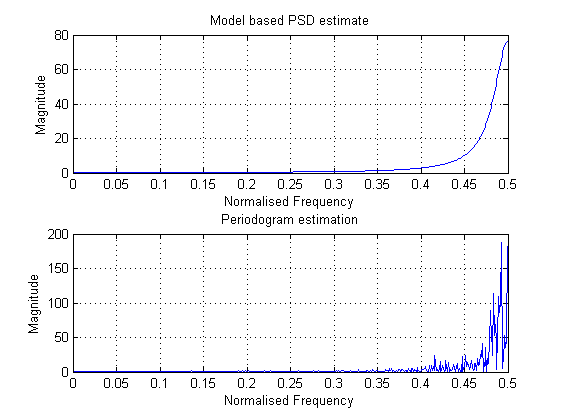 Model based PSD estimate
80
60
40
20
0
Magnitude
0 0.05 0.1 0.15 0.2 0.25 0.3 0.35 0.4 0.45 0.5
Normalised Frequency
Periodogram estimation
200
150
100
50
0
Magnitude
0 0.05 0.1 0.15 0.2 0.25 0.3 0.35 0.4 0.45 0.5
Normalised Frequency